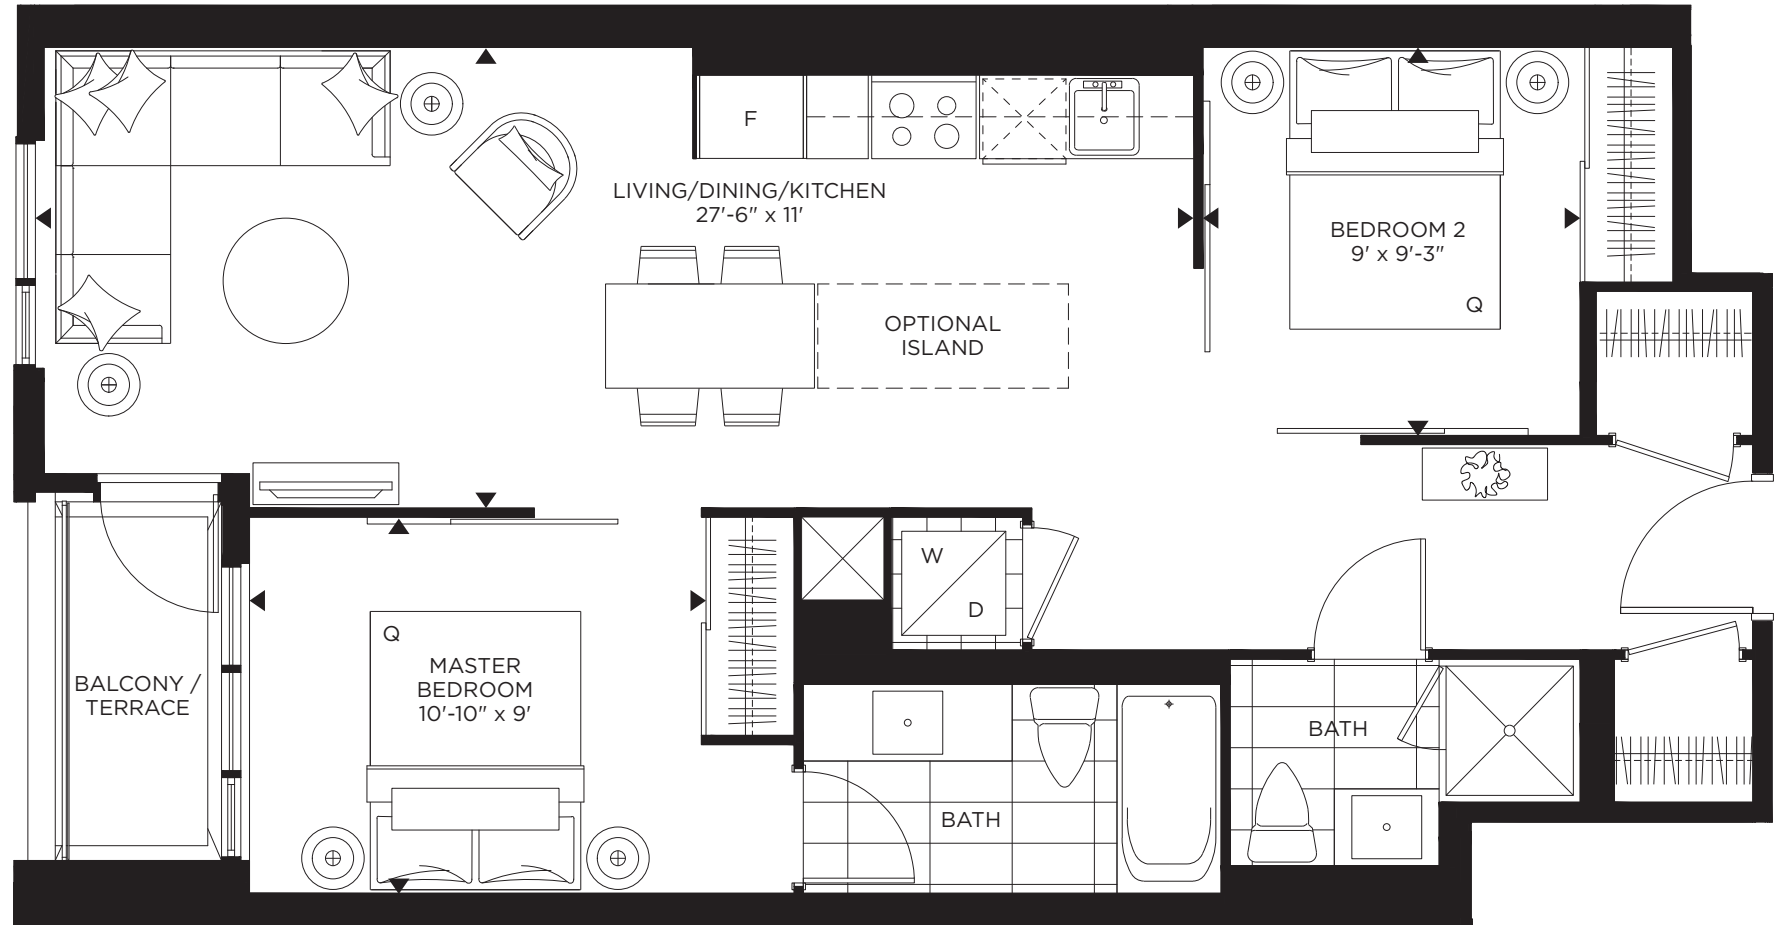 F
LIVING/DINING/KITCHEN
27'-6" x 11'
BEDROOM 2
9' x 9'-3"
Q
OPTIONAL
ISLAND
W
D
Q
MASTER
BEDROOM
10'-10" x 9'
BALCONY /
TERRACE
BATH
BATH